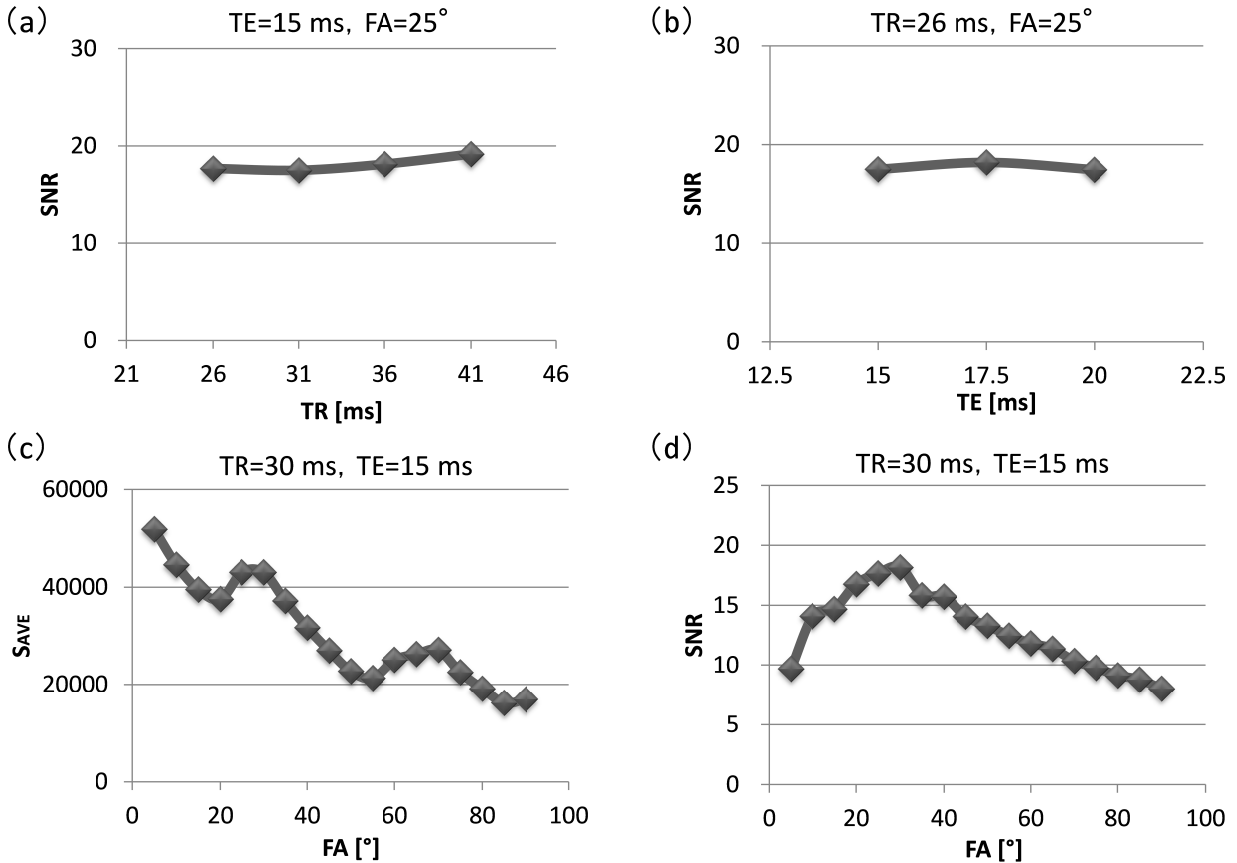 (a)
TE=15 ms, FA=25°
30
20
10
0
SNR
21 26 31 36 41 46
TR [ms]
(b)
TR=26 ms, FA=25°
30
20
10
0
SNR
12.5 15 17.5 20 22.5
TE [ms]
(c)
TR=30 ms, TE=15 ms
60000
40000
20000
0
SAVE
0 20 40 60 80 100
FA [°]
(d)
TR=30 ms, TE=15 ms
25
20
15
10
5
0
SNR
0 20 40 60 80 100
FA [°]